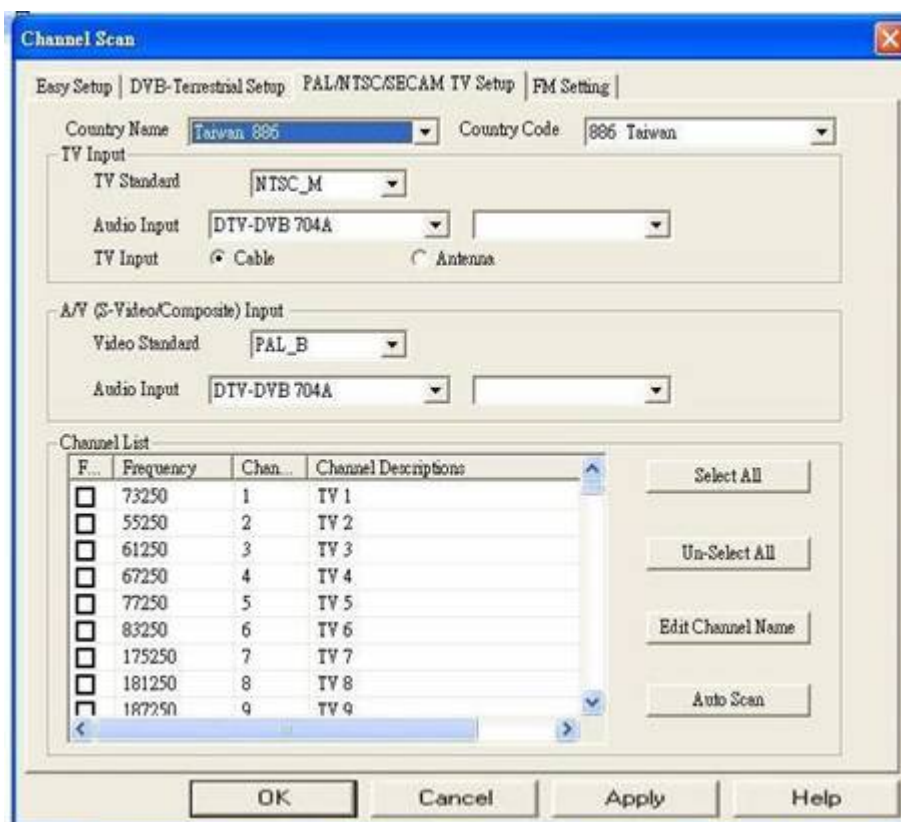 Channel Scan
Easy Setup DVB-Terrestrial Setup PAL/NTSC/SECAM TV Setup FM Setting
Country Name Taiwan 886 Country Code 886 Taiwan
TV Input
TV Standard NTSC_M
Audio Input DTV-DVB 704A
TV Input Cable Antenna
A/V (S-Video/Composite) Input
Video Standard PAL_B
Audio Input DTV-DVB 704A
Channel List
F... Frequency Chan... Channel Descriptions
73250 1 TV 1
55250 2 TV 2
61250 3 TV 3
67250 4 TV 4
77250 5 TV 5
83250 6 TV 6
175250 7 TV 7
181250 8 TV 8
187250 9 TV 9
Select All
Un-Select All
Edit Channel Name
Auto Scan
OK Cancel Apply Help